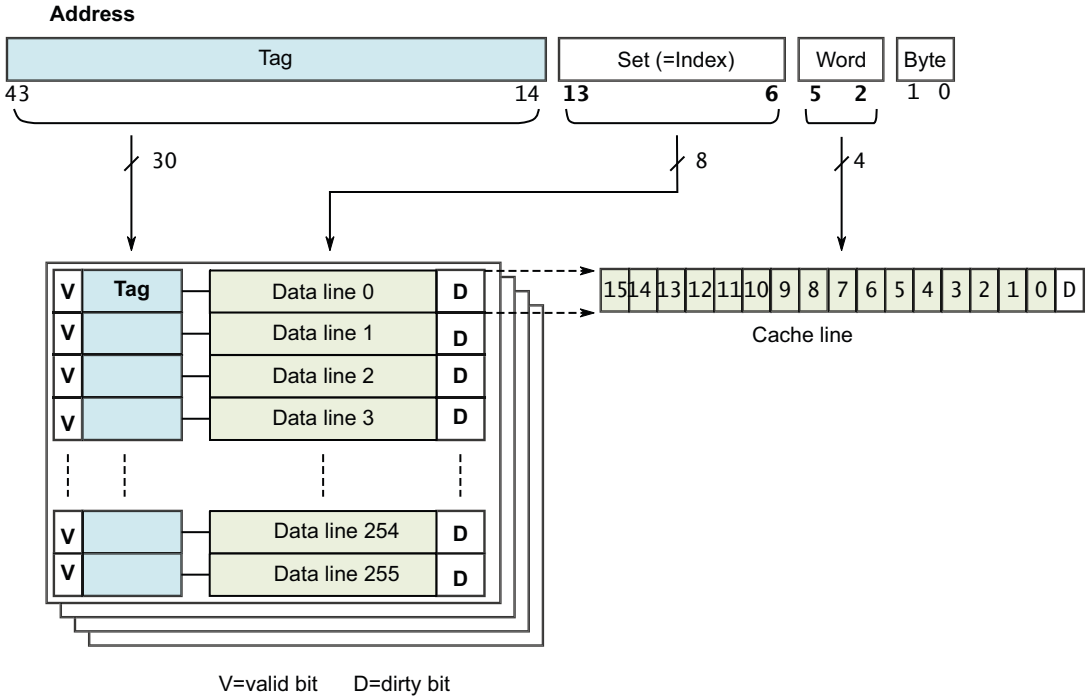 Address
Tag Set (=Index) Word Byte
43 14 13 6 5 2 1 0
30 8 4
V Tag Data line 0 D
15 14 13 12 11 10 9 8 7 6 5 4 3 2 1 0 D
V Data line 1 D
Cache line
V Data line 2 D
V Data line 3 D
V Data line 254 D
V Data line 255 D
V=valid bit D=dirty bit